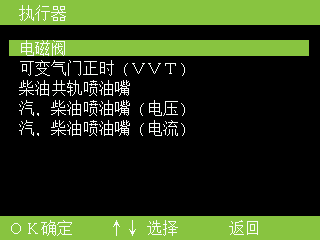 执行器
电磁阀
可变气门正时（VVT）
柴油共轨喷油嘴
汽．柴油喷油嘴（电压）
汽．柴油喷油嘴（电流）
OK确定 ↑↓选择 返回